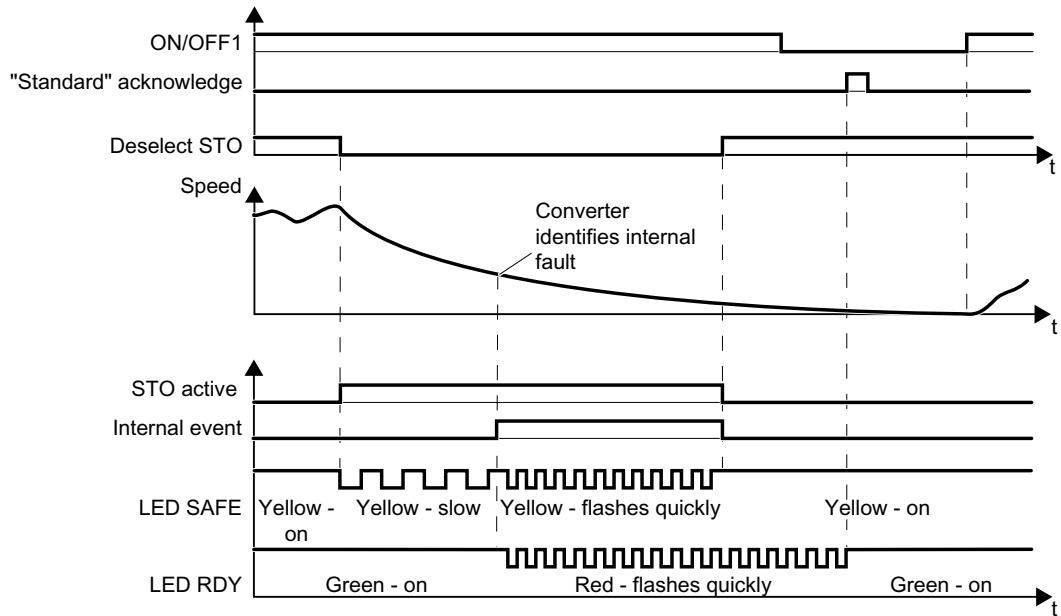 ON/OFF1
"Standard" acknowledge
Deselect STO
t
Speed
Converter
identifies internal
fault
t
STO active
Internal event
LED SAFE
Yellow -
on
Yellow - slow
Yellow - flashes quickly
Yellow - on
LED RDY
Green - on
Red - flashes quickly
Green - on
t